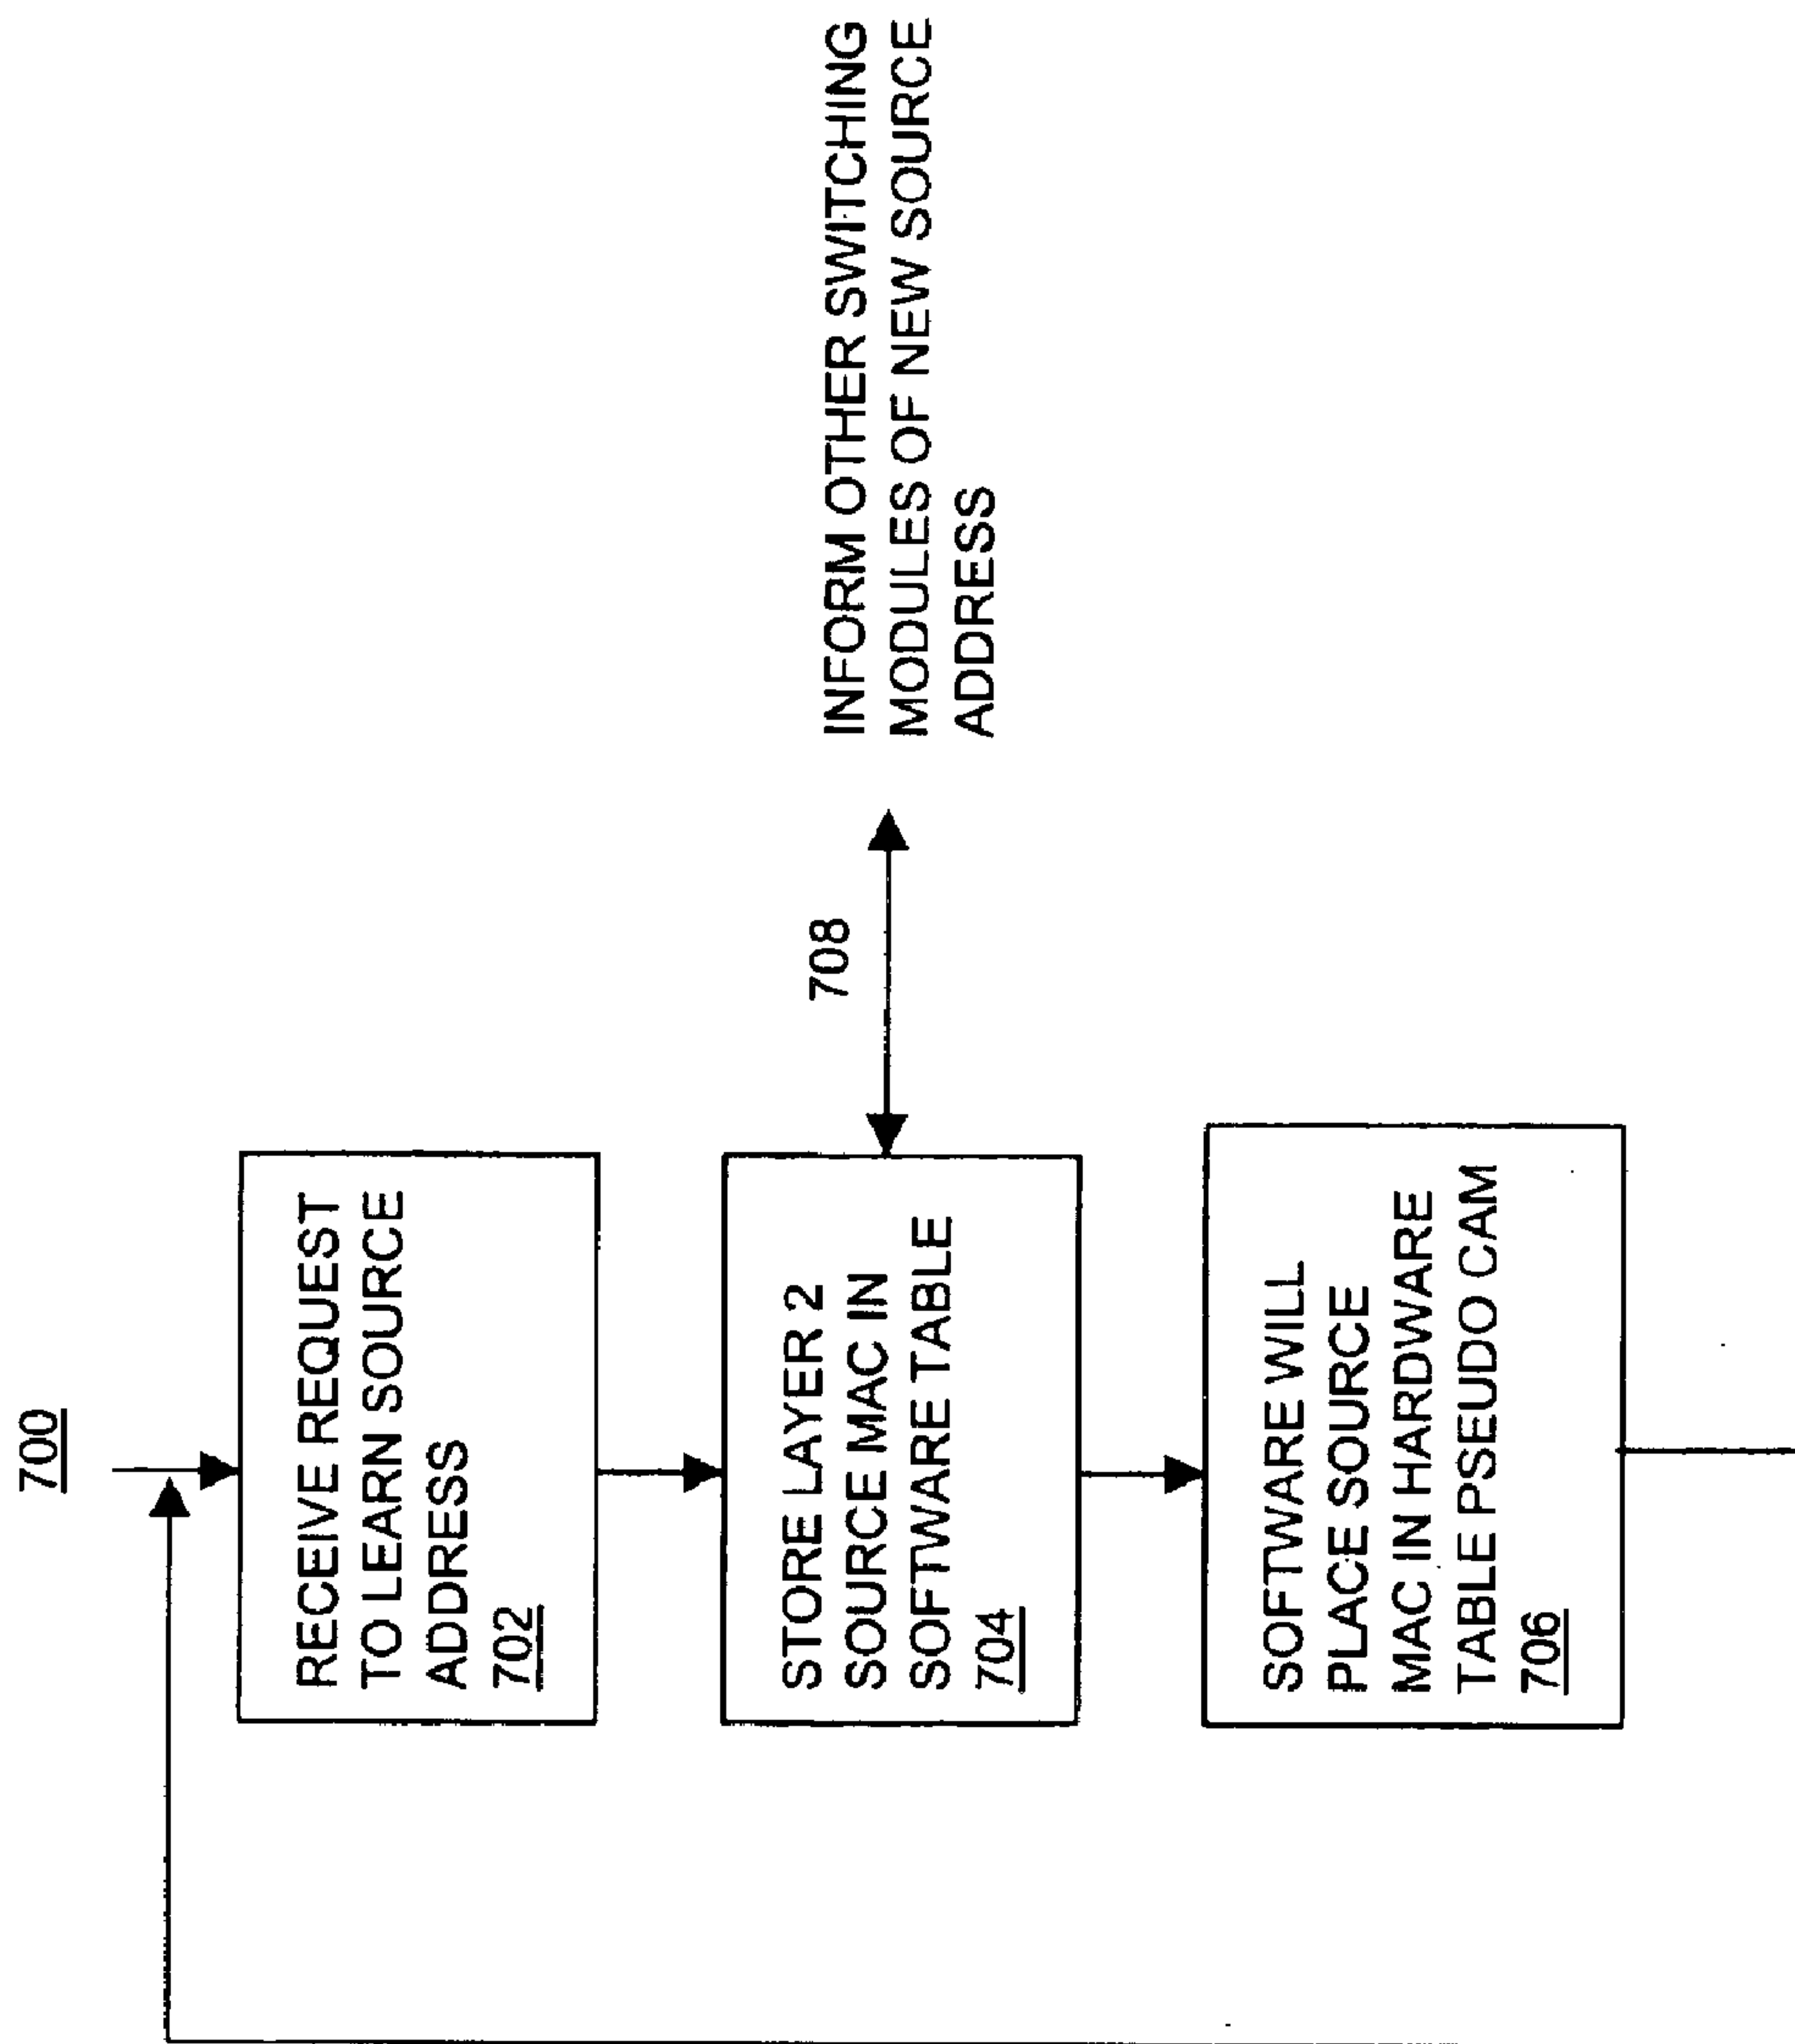 700
RECEIVE REQUEST
TO LEARN SOURCE
ADDRESS
702
STORE LAYER 2
SOURCE MAC IN
SOFTWARE TABLE
704
708
INFORM OTHER SWITCHING
MODULES OF NEW SOURCE
ADDRESS
SOFTWARE WILL
PLACE SOURCE
MAC IN HARDWARE
TABLE PSEUDO CAM
706